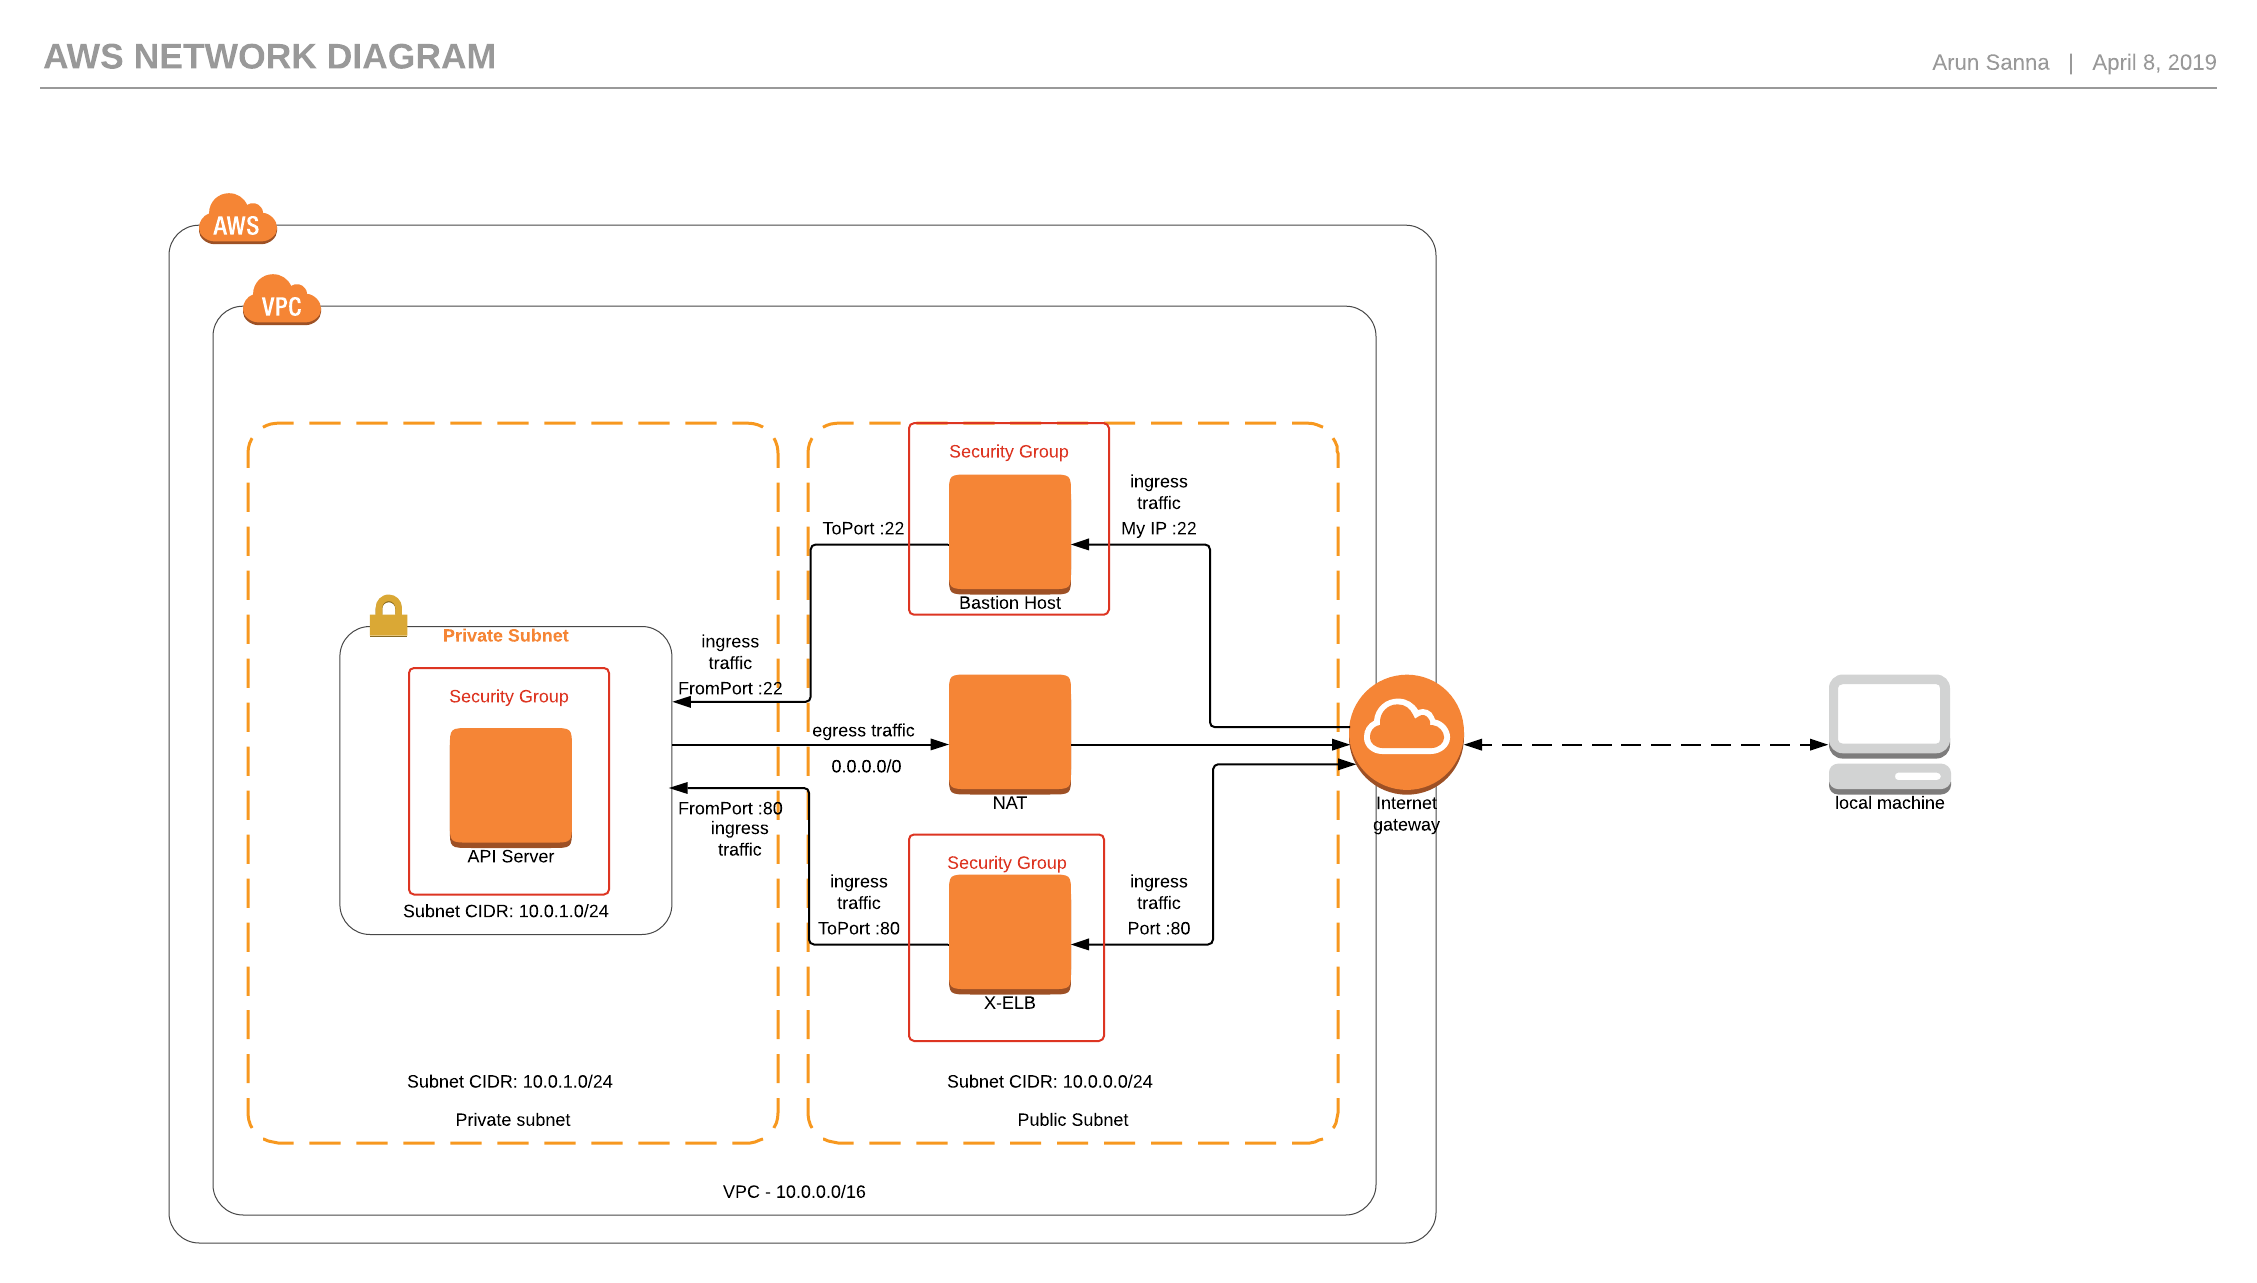 AWS NETWORK DIAGRAM
Arun Sanna | April 8, 2019
AWS
VPC
Security Group
ingress
traffic
My IP :22
ToPort :22
Bastion Host
Private Subnet
ingress
traffic
FromPort :22
Security Group
API Server
Subnet CIDR: 10.0.1.0/24
egress traffic
0.0.0.0/0
NAT
FromPort :80
ingress
traffic
Internet
gateway
local machine
Security Group
ingress
traffic
ToPort :80
ingress
traffic
Port :80
X-ELB
Subnet CIDR: 10.0.1.0/24
Private subnet
Subnet CIDR: 10.0.0.0/24
Public Subnet
VPC - 10.0.0.0/16